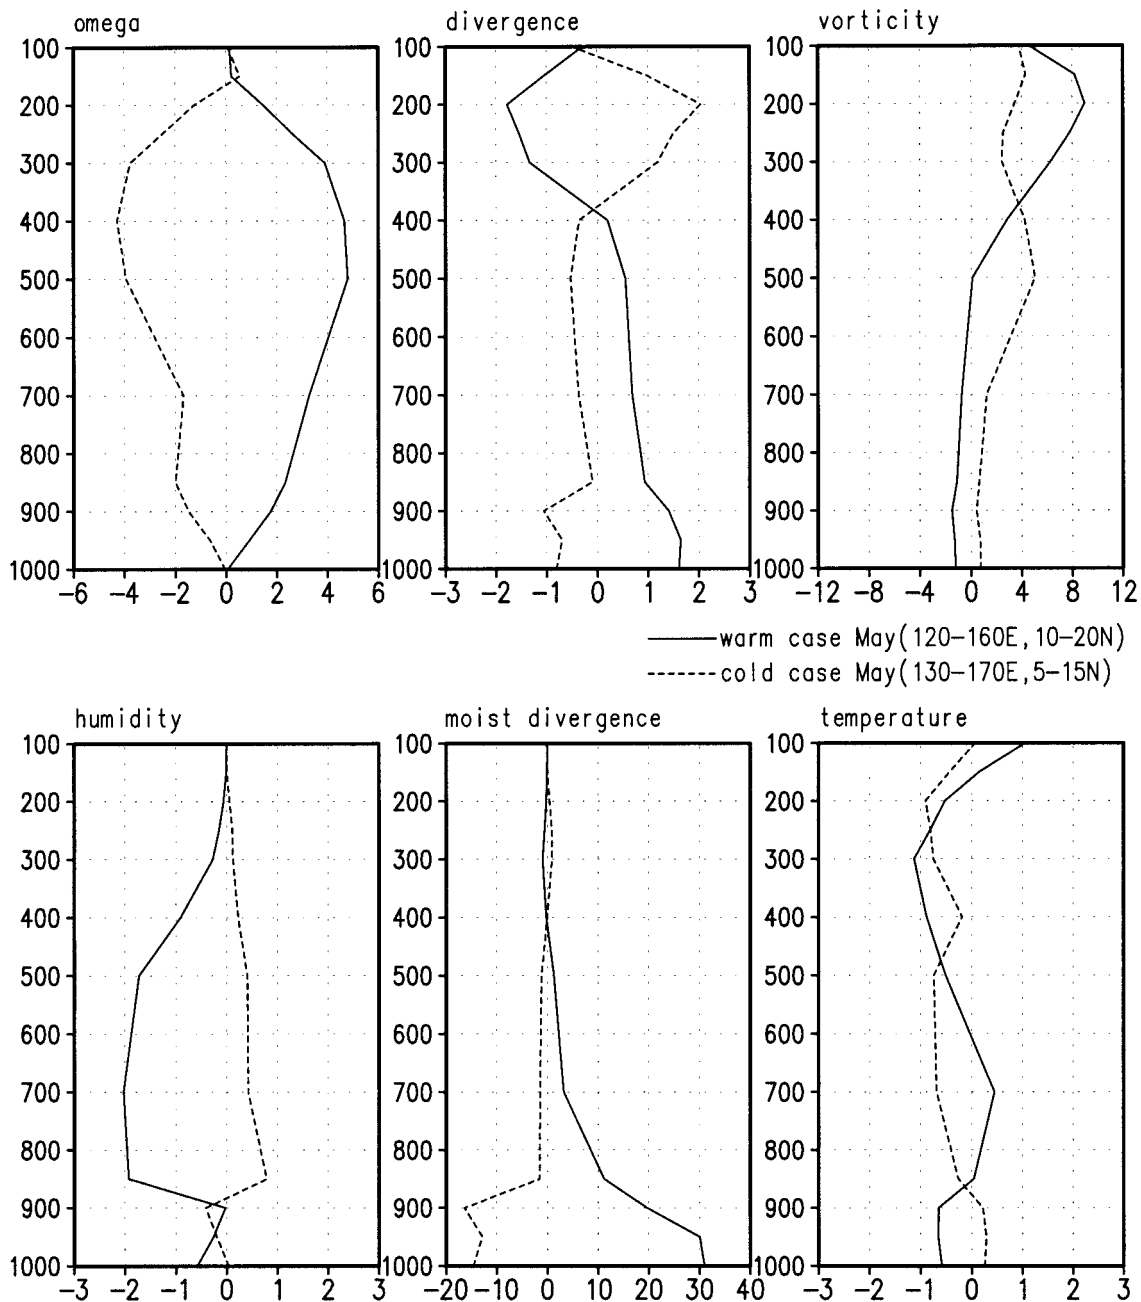 omega divergence vorticity
100 100 100
200 200 200
300 300 300
400 400 400
500 500 500
600 600 600
700 700 700
800 800 800
900 900 900
1000 1000 1000
-6 -4 -2 0 2 4 6 -3 -2 -1 0 1 2 3 -12 -8 -4 0 4 8 12
warm case May(120-160E,10-20N)
cold case May(130-170E,5-15N)
humidity moist divergence temperature
100 100 100
200 200 200
300 300 300
400 400 400
500 500 500
600 600 600
700 700 700
800 800 800
900 900 900
1000 1000 1000
-3 -2 -1 0 1 2 3 -20 -10 0 10 20 30 40 -3 -2 -1 0 1 2 3